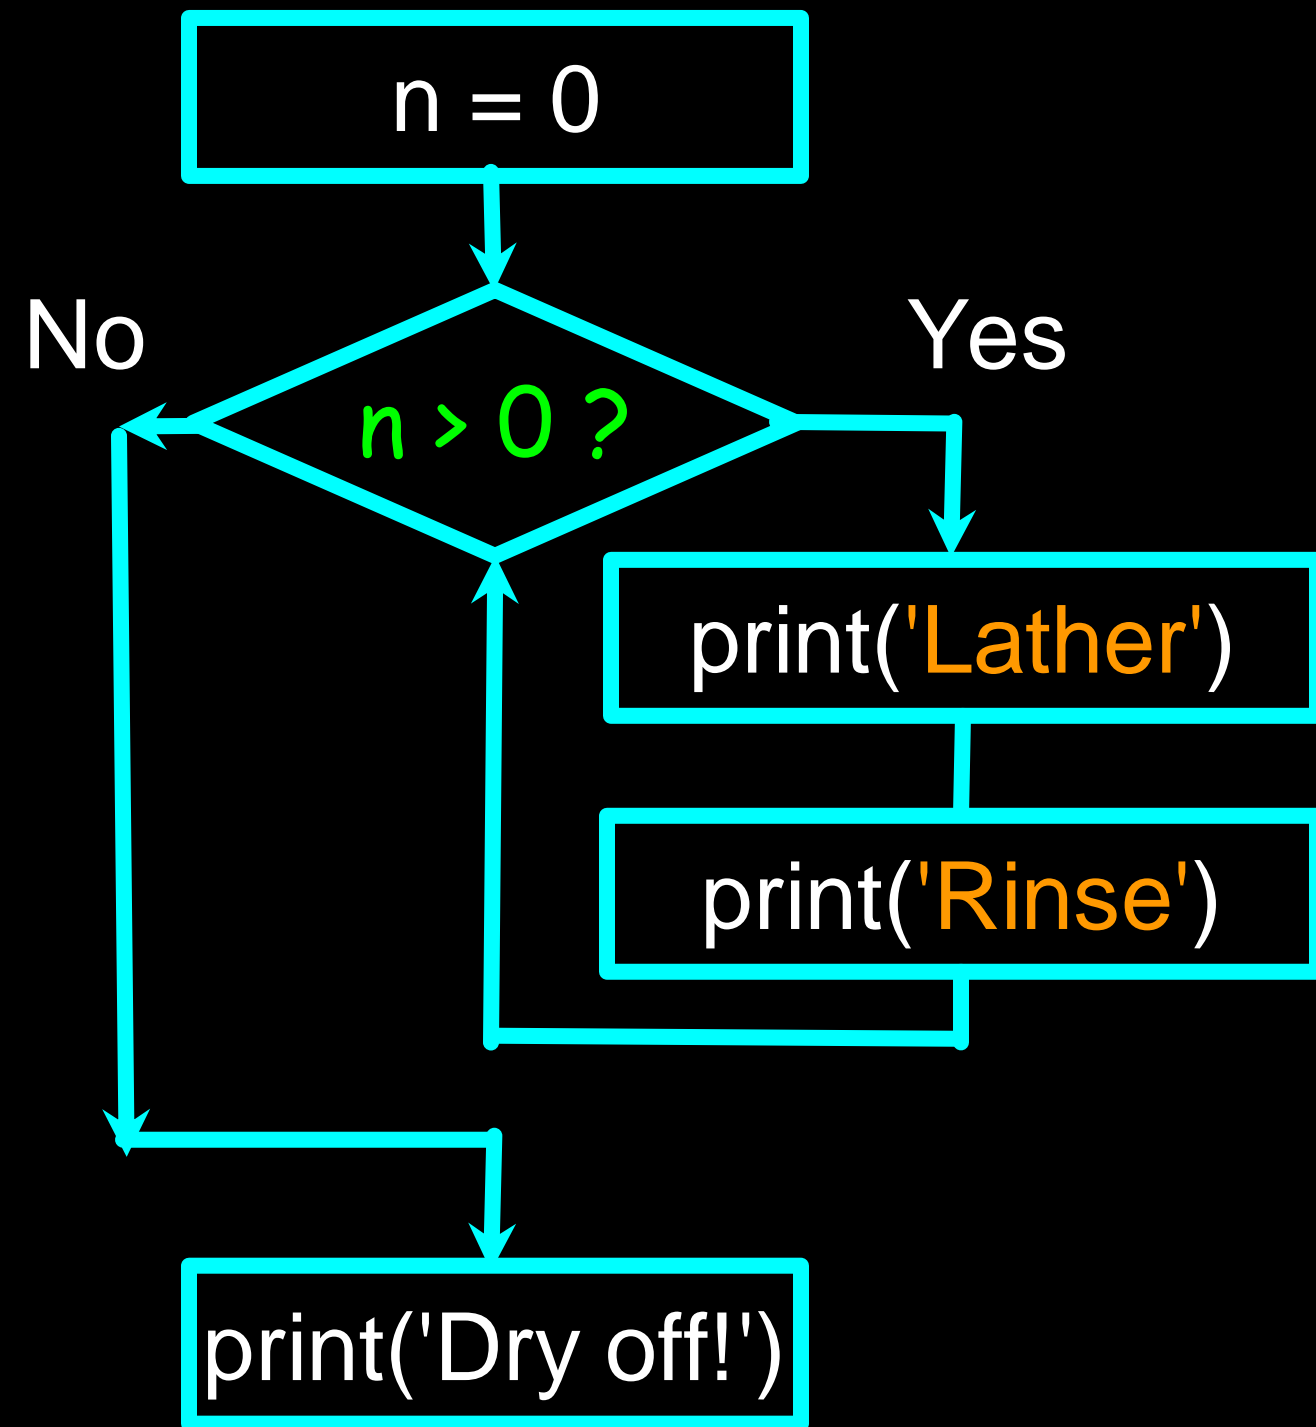 n = 0
No
Yes
n > 0 ?
print('Lather')
print('Rinse')
print('Dry off!')